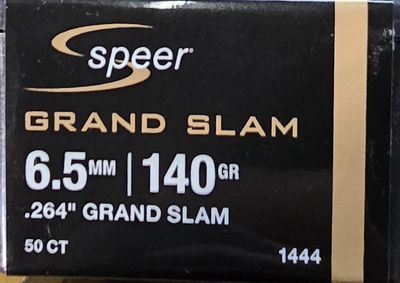 speer
GRAND SLAM
6.5MM | 140GR
.264" GRAND SLAM
50 CT
1444